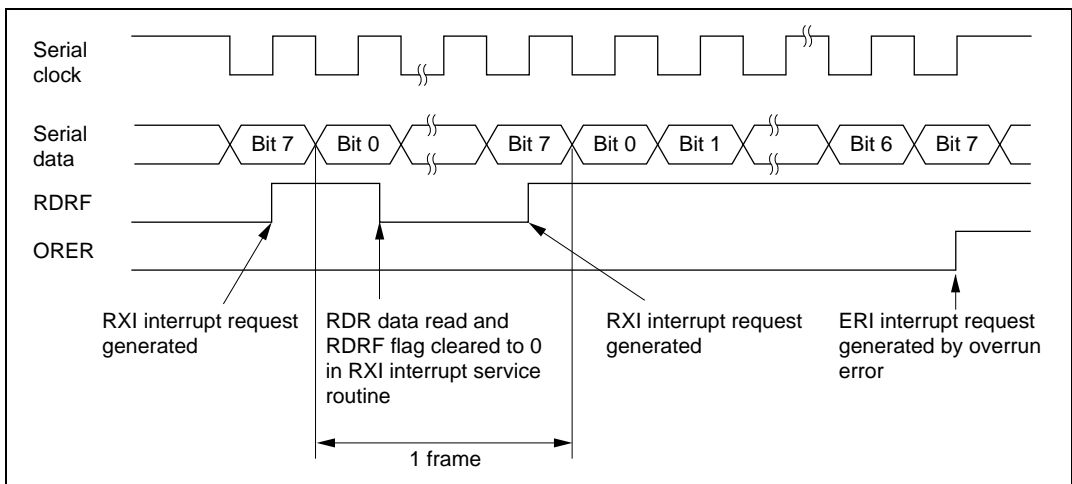 Serial
clock
Serial
data
Bit 7
Bit 0
Bit 7
Bit 0
Bit 1
Bit 6
Bit 7
RDRF
ORER
RXI interrupt request
generated
RDR data read and
RDRF flag cleared to 0
in RXI interrupt service
routine
RXI interrupt request
generated
ERI interrupt request
generated by overrun
error
1 frame